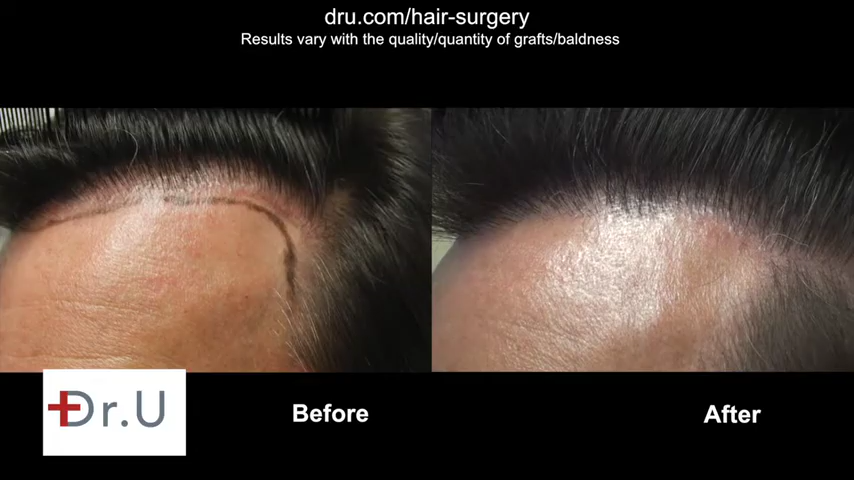 dru.com/hair-surgery
Results vary with the quality/quantity of grafts/baldness
Dr.U
Before
After